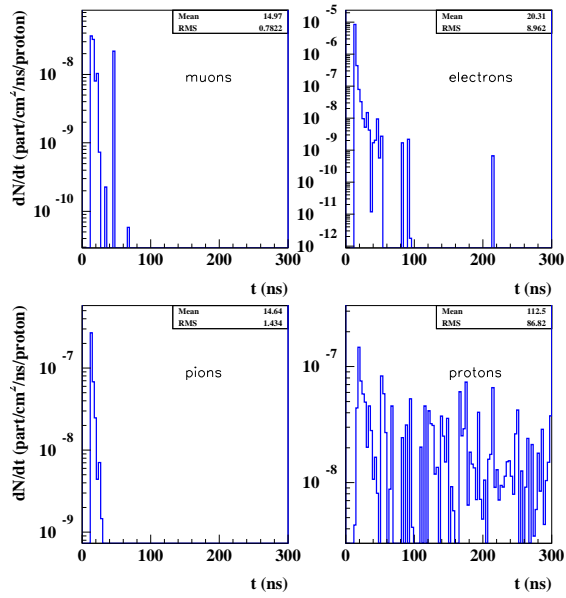 Mean 14.97
RMS 0.7822
muons
10⁻⁸
10⁻⁹
10⁻¹⁰
0 100 200 300
t (ns)
dN/dt (part/cm²/ns/proton)
Mean 20.31
RMS 8.962
electrons
10⁻⁵
10⁻⁶
10⁻⁷
10⁻⁸
10⁻⁹
10⁻¹⁰
10⁻¹¹
10⁻¹²
0 100 200 300
t (ns)
Mean 14.64
RMS 1.434
pions
10⁻⁷
10⁻⁸
10⁻⁹
0 100 200 300
t (ns)
dN/dt (part/cm²/ns/proton)
Mean 112.5
RMS 86.82
protons
10⁻⁷
10⁻⁸
0 100 200 300
t (ns)